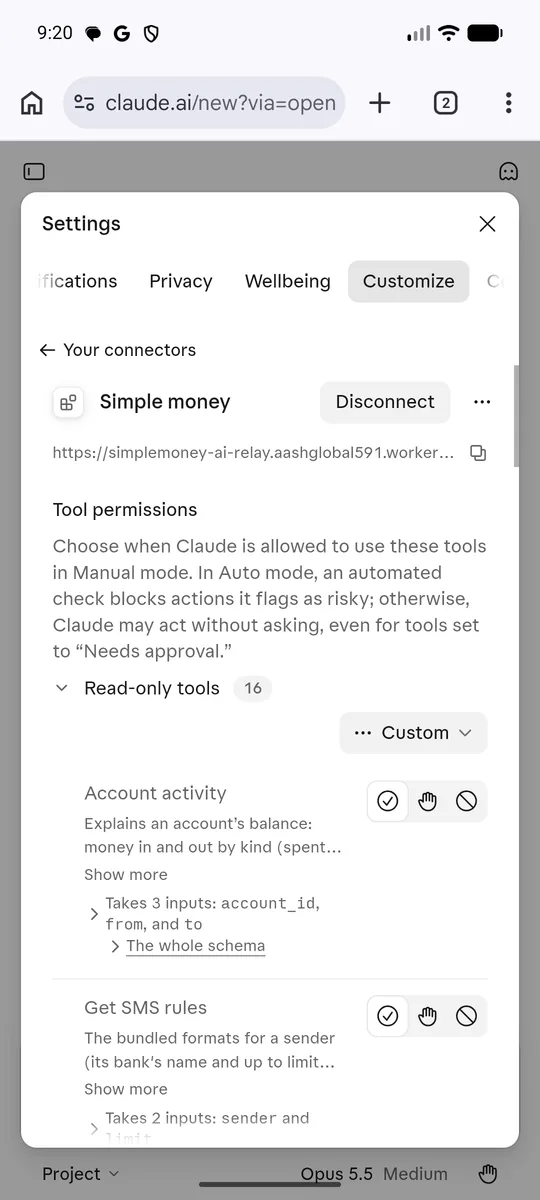 9:20
claude.ai/new?via=open
2
Settings
ifications Privacy Wellbeing Customize
Your connectors
Simple money
Disconnect
https://simplemoney-ai-relay.aashglobal591.worker...
Tool permissions
Choose when Claude is allowed to use these tools
in Manual mode. In Auto mode, an automated
check blocks actions it flags as risky; otherwise,
Claude may act without asking, even for tools set
to “Needs approval.”
Read-only tools 16
Custom
Account activity
Explains an account’s balance:
money in and out by kind (spent...
Show more
Takes 3 inputs: account_id,
from, and to
The whole schema
Get SMS rules
The bundled formats for a sender
(its bank's name and up to limit...
Show more
Takes 2 inputs: sender and
limit
Project Opus 5.5 Medium